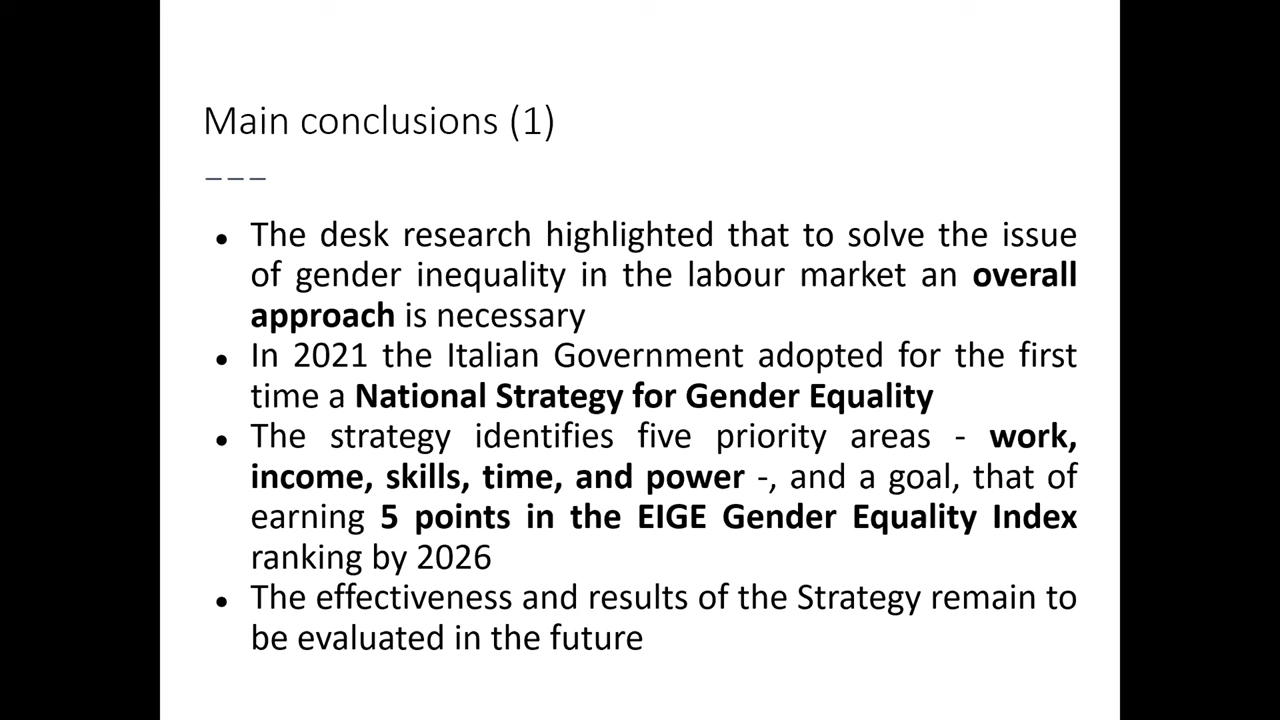 Main conclusions (1)
● The desk research highlighted that to solve the issue
of gender inequality in the labour market an overall
approach is necessary
● In 2021 the Italian Government adopted for the first
time a National Strategy for Gender Equality
● The strategy identifies five priority areas - work,
income, skills, time, and power -, and a goal, that of
earning 5 points in the EIGE Gender Equality Index
ranking by 2026
● The effectiveness and results of the Strategy remain to
be evaluated in the future